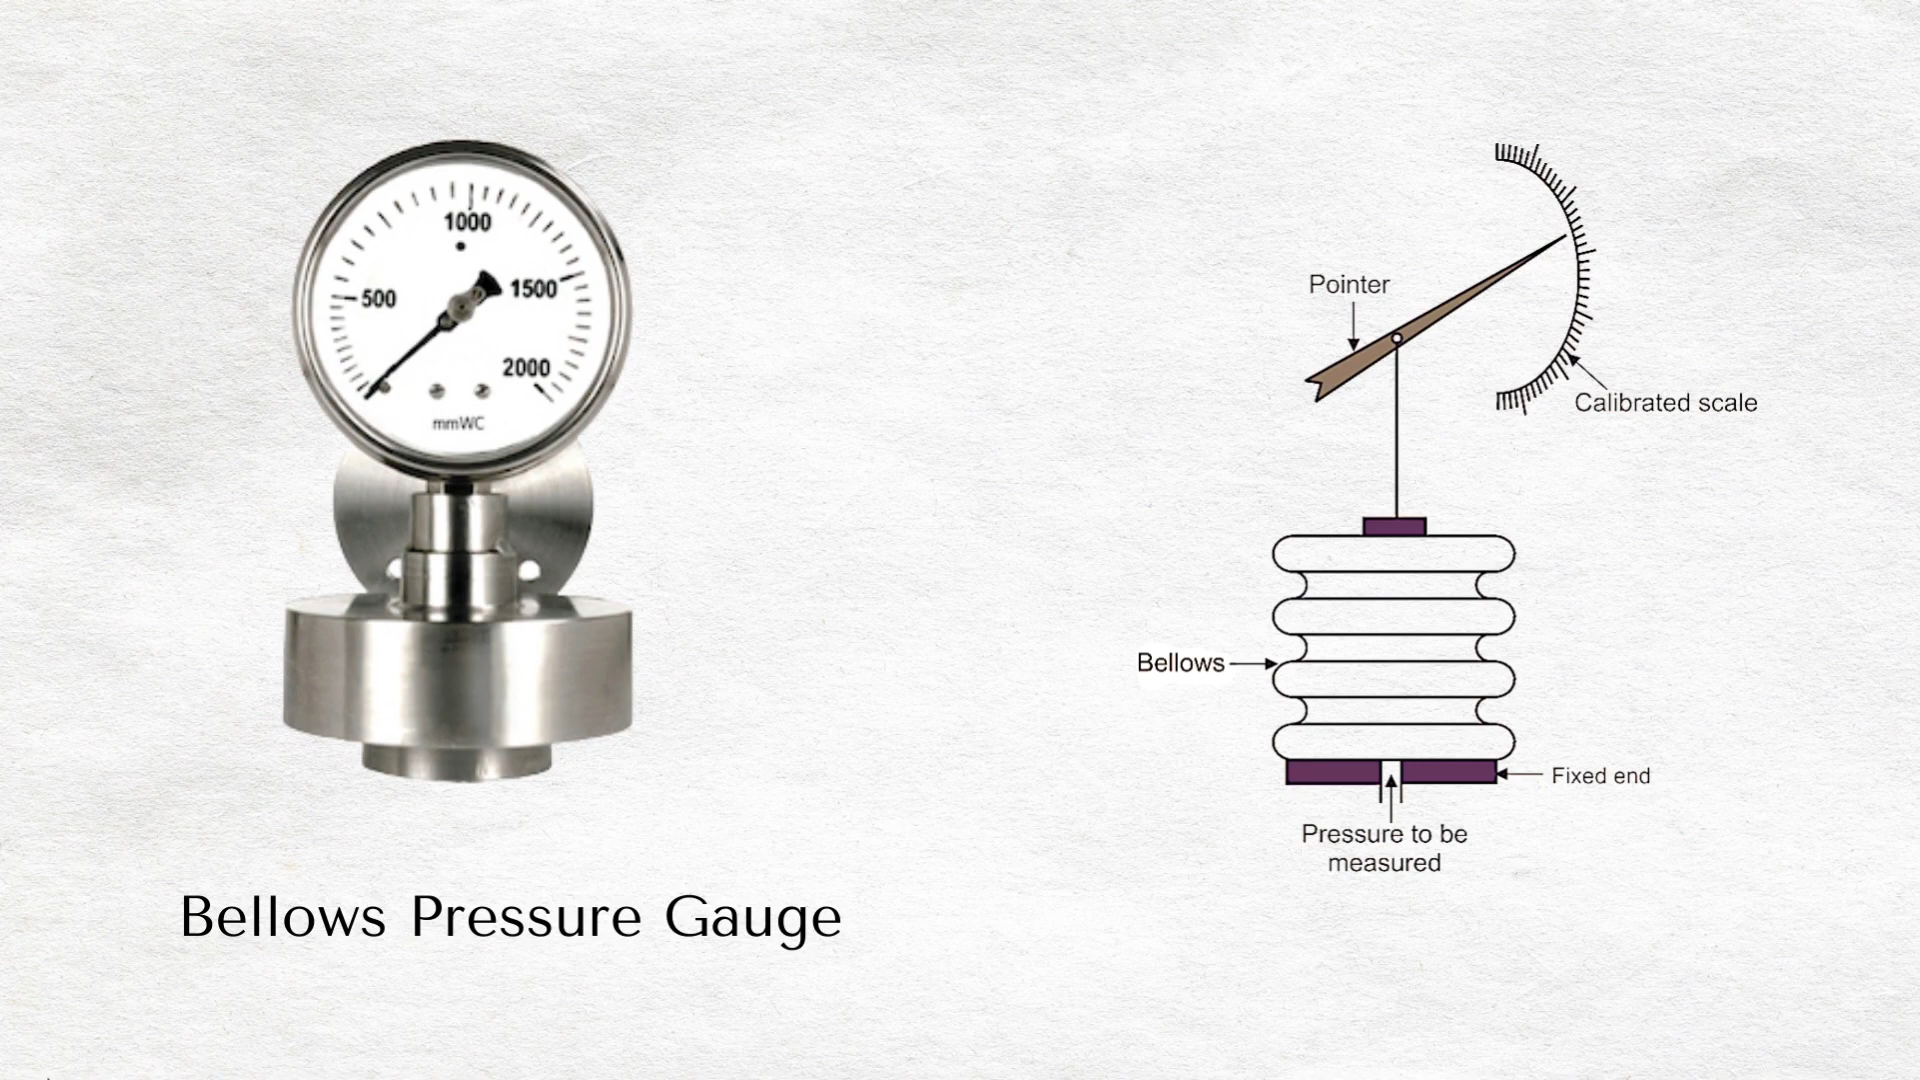 1000
500
1500
2000
mmWC
Bellows Pressure Gauge
Pointer
Calibrated scale
Bellows
Fixed end
Pressure to be
measured